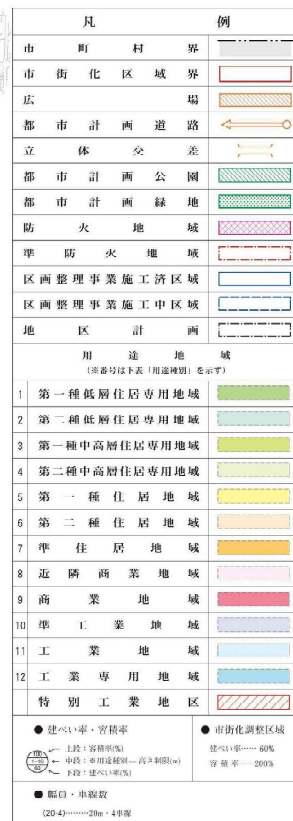 凡例
市町村界
市街化区域界
広場
都市計画道路
立体交差
都市計画公園
都市計画緑地
防火地域
準防火地域
区画整理事業施工済区域
区画整理事業施工中区域
地区計画
用途地域
(※番号は下表「用途種別」を示す)
1 第一種低層住居専用地域
2 第二種低層住居専用地域
3 第一種中高層住居専用地域
4 第二種中高層住居専用地域
5 第一種住居地域
6 第二種住居地域
7 準住居地域
8 近隣商業地域
9 商業地域
10 準工業地域
11 工業地域
12 工業専用地域
特別工業地区
● 建ぺい率・容積率
100 上段：容積率(%)
1-10 中段：※用途種別―高さ制限(m)
60 下段：建ぺい率(%)
● 市街化調整区域
建ぺい率…… 60%
容積率……200%
● 幅員・車線数
(20-4)………20m・4車線